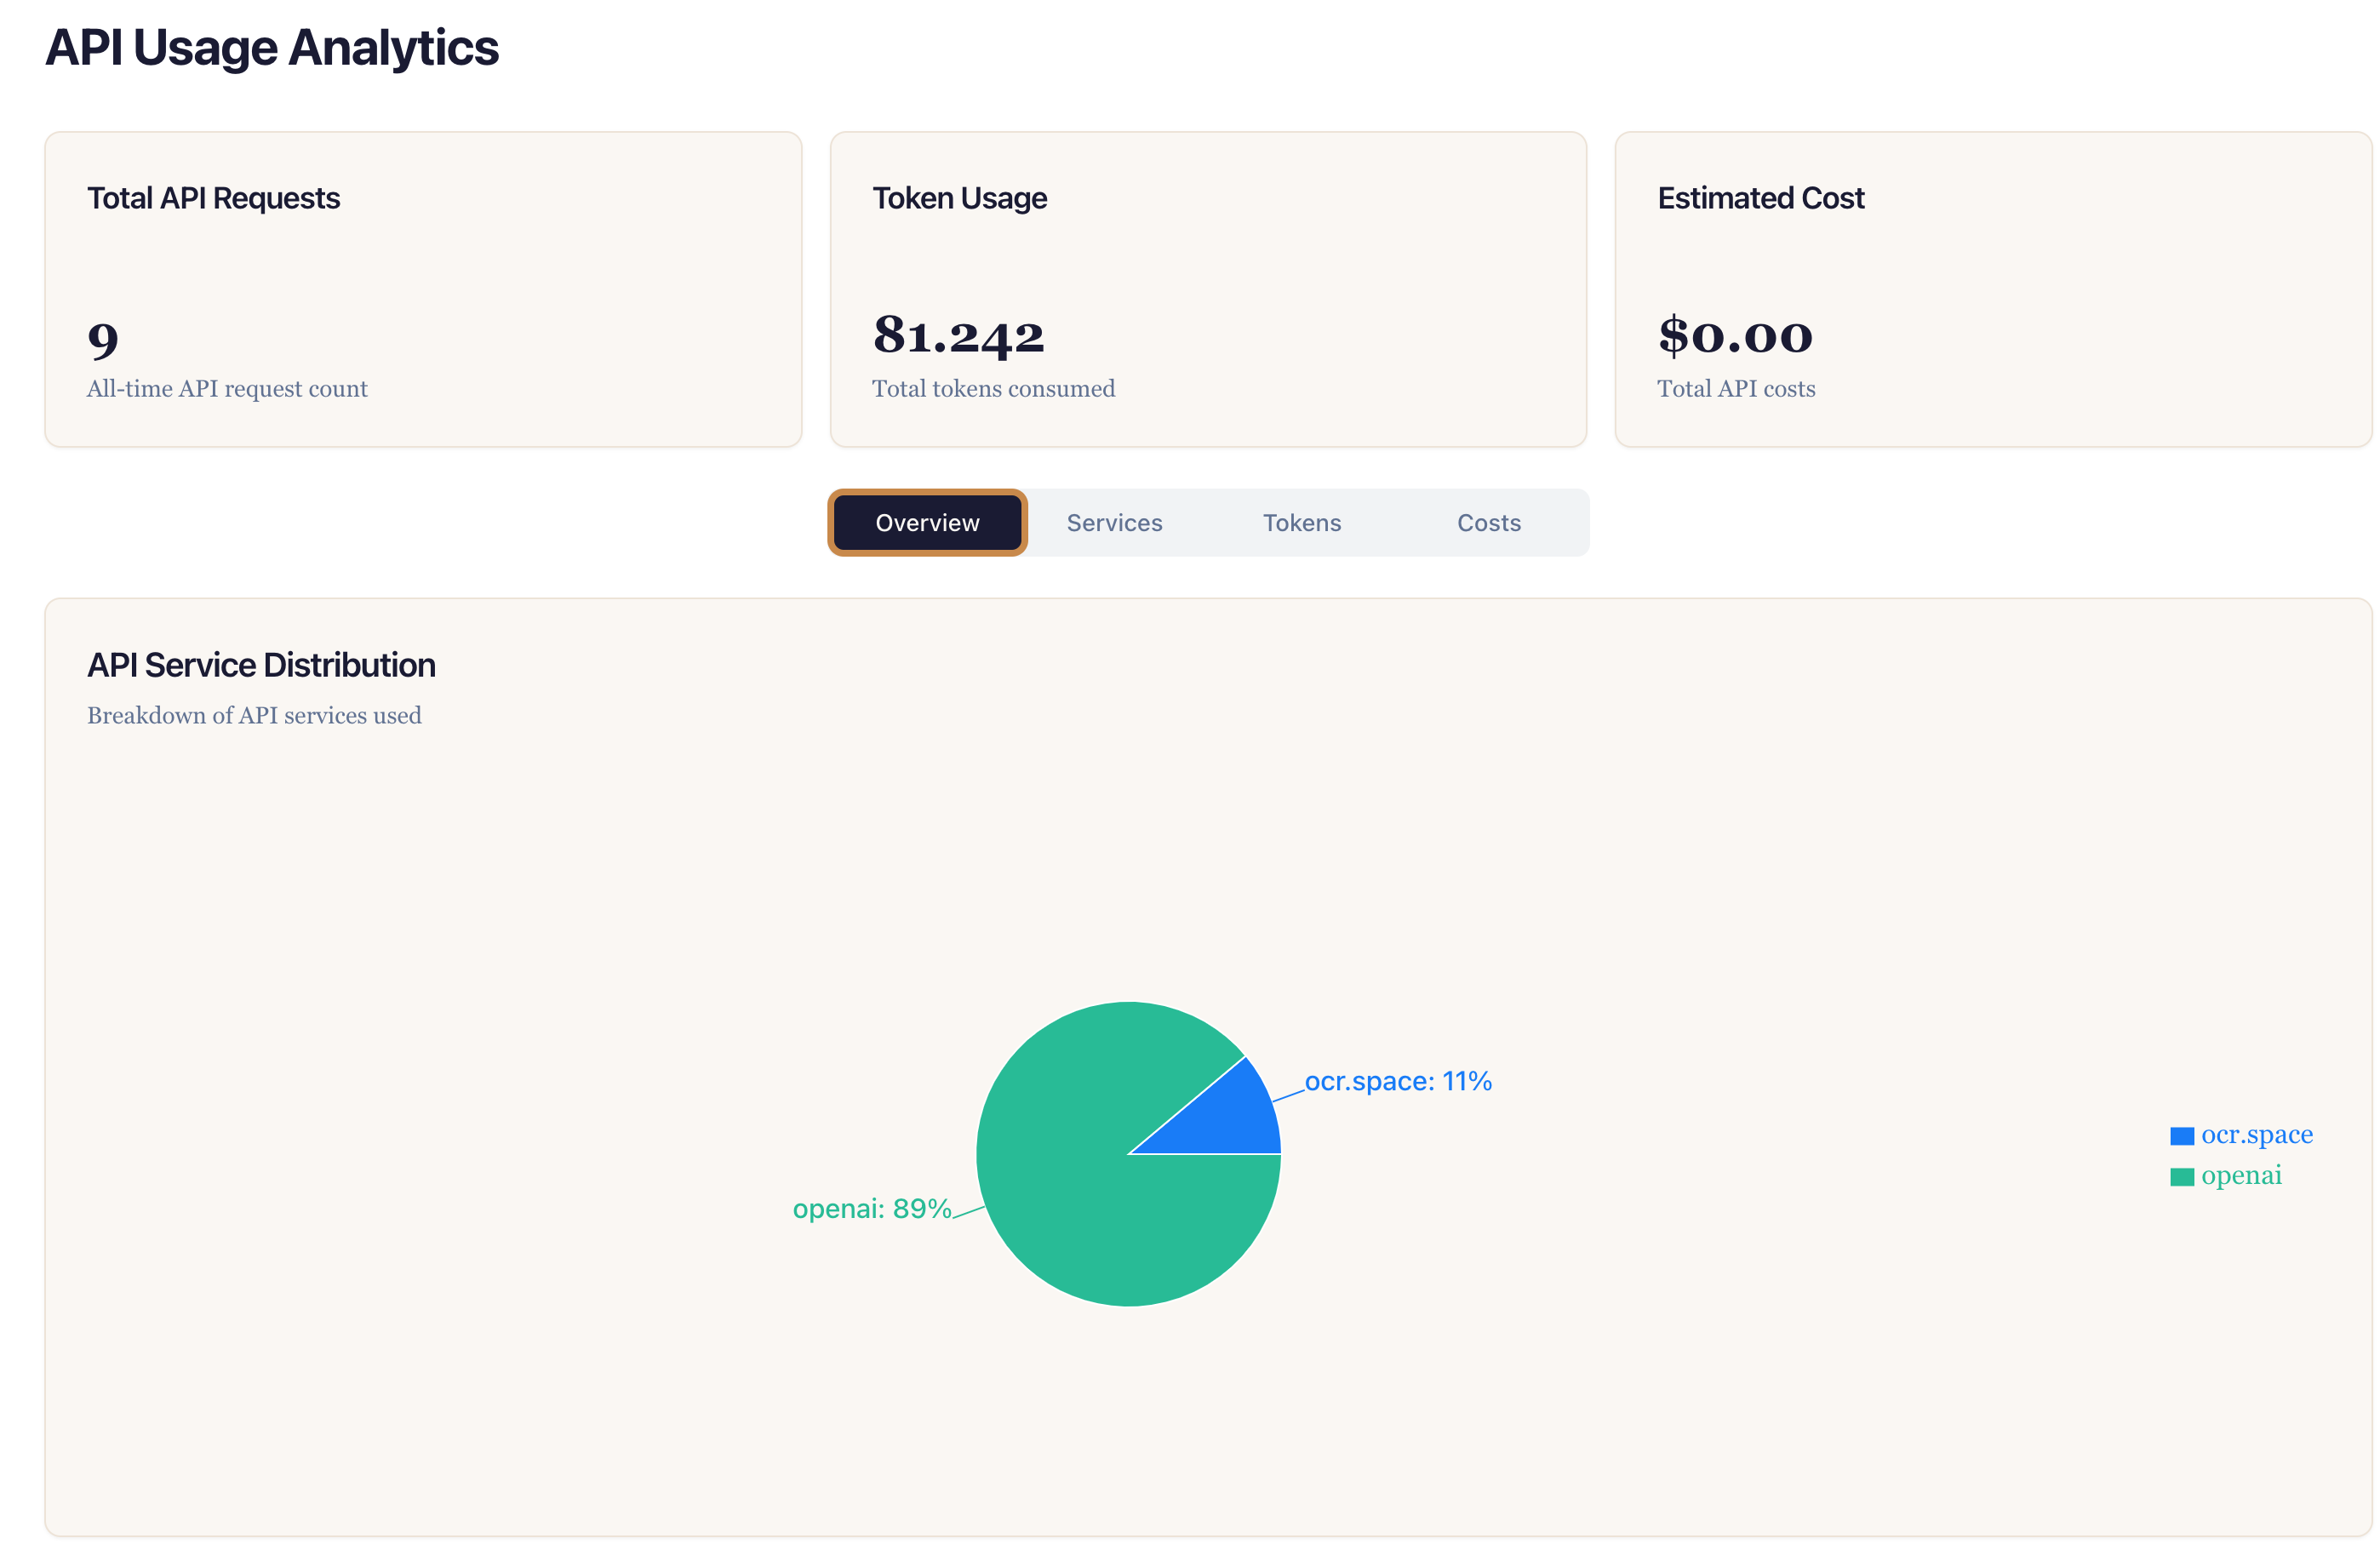 API Usage Analytics
Total API Requests
9
All-time API request count
Token Usage
81.242
Total tokens consumed
Estimated Cost
$0.00
Total API costs
Overview
Services
Tokens
Costs
API Service Distribution
Breakdown of API services used
ocr.space: 11%
openai: 89%
ocr.space
openai